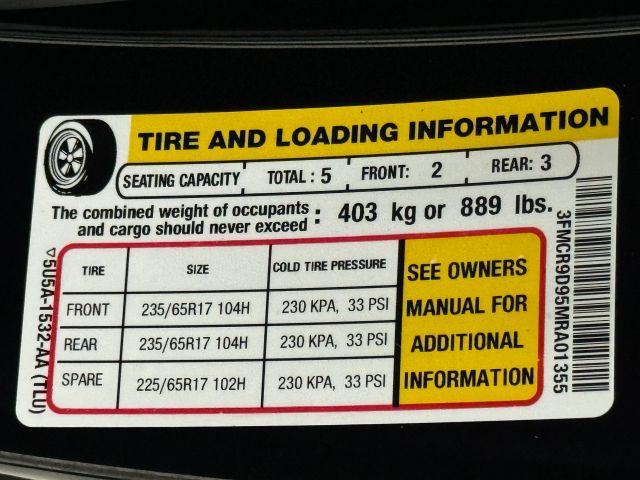 TIRE AND LOADING INFORMATION
SEATING CAPACITY TOTAL : 5 FRONT: 2 REAR: 3
The combined weight of occupants
and cargo should never exceed : 403 kg or 889 lbs.
TIRE SIZE COLD TIRE PRESSURE
FRONT 235/65R17 104H 230 KPA, 33 PSI
REAR 235/65R17 104H 230 KPA, 33 PSI
SPARE 225/65R17 102H 230 KPA, 33 PSI
SEE OWNERS
MANUAL FOR
ADDITIONAL
INFORMATION
▽5U5A-1532-AA (TLU)
3FMCR9D95MRA01355